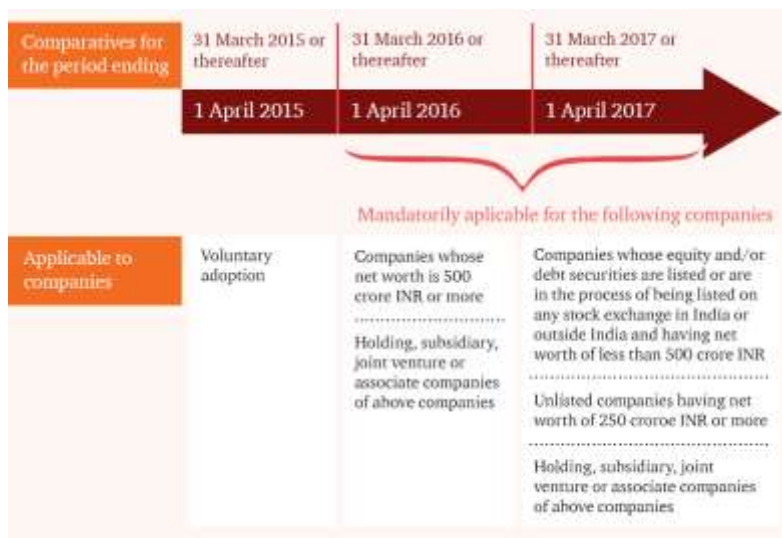 Comparatives for
the period ending
31 March 2015 or
thereafter
31 March 2016 or
thereafter
31 March 2017 or
thereafter
1 April 2015
1 April 2016
1 April 2017
Mandatorily aplicable for the following companies
Applicable to
companies
Voluntary
adoption
Companies whose
net worth is 500
crore INR or more
Holding, subsidiary,
joint venture or
associate companies
of above companies
Companies whose equity and/or
debt securities are listed or are
in the process of being listed on
any stock exchange in India or
outside India and having net
worth of less than 500 crore INR
Unlisted companies having net
worth of 250 croroe INR or more
Holding, subsidiary, joint
venture or associate companies
of above companies